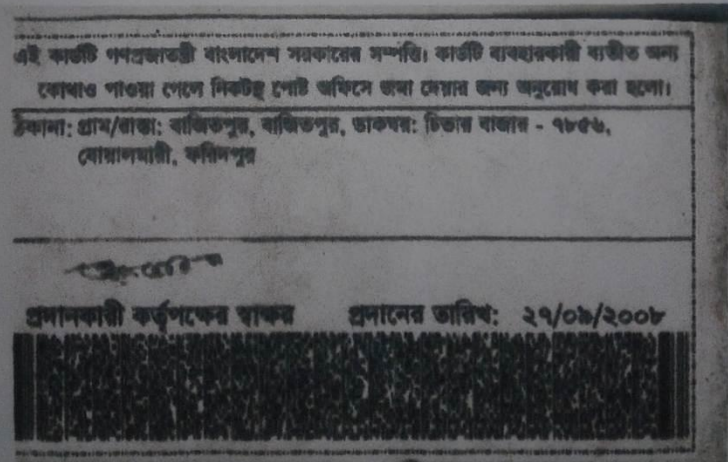 এই কার্ডটি গণপ্রজাতন্ত্রী বাংলাদেশ সরকারের সম্পত্তি। কার্ডটি ব্যবহারকারী ব্যতীত অন্য
কোথাও পাওয়া গেলে নিকটস্থ পোষ্ট অফিসে জমা দেয়ার জন্য অনুরোধ করা হলো।
ঠিকানা: গ্রাম/রাস্তা: বাজিতপুর, বাজিতপুর, ডাকঘর: চিতার বাজার - ৭৮৫৬,
বোয়ালমারী, ফরিদপুর
প্রদানকারী কর্তৃপক্ষের স্বাক্ষর প্রদানের তারিখ: ২৭/০৯/২০০৮